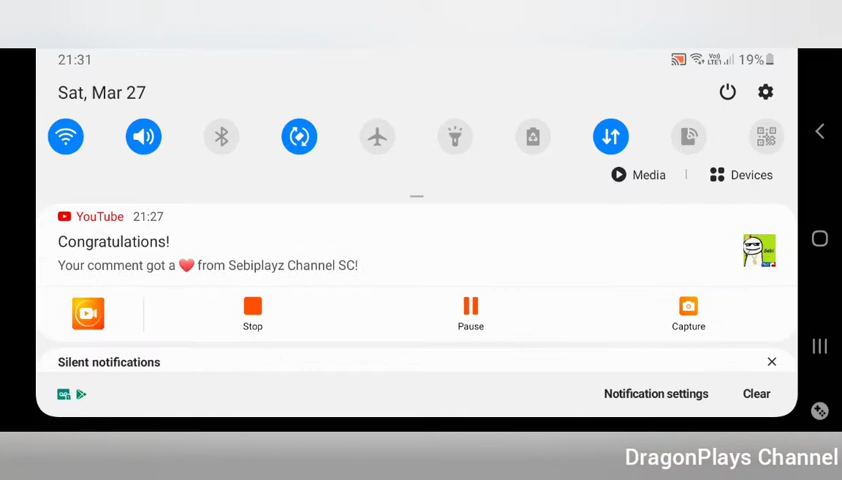 21:31
VoLTE1 19%
Sat, Mar 27
Media | Devices
YouTube 21:27
Congratulations!
Your comment got a ❤️ from Sebiplayz Channel SC!
Stop
Pause
Capture
Silent notifications
Notification settings
Clear
DragonPlays Channel